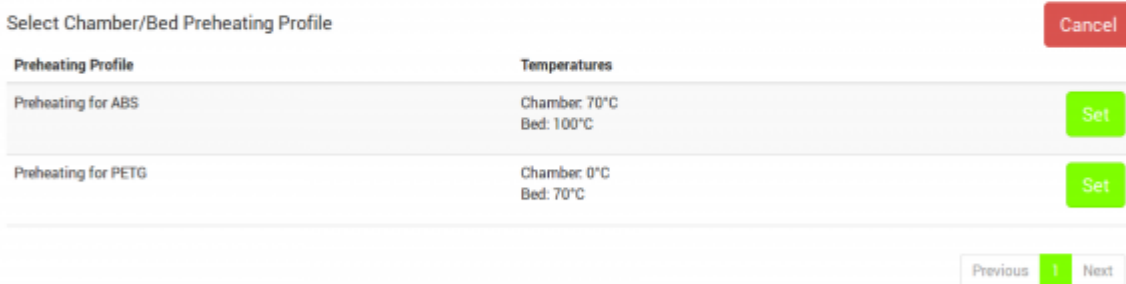 Select Chamber/Bed Preheating Profile
Cancel
Preheating Profile Temperatures
Preheating for ABS Chamber: 70°C
Bed: 100°C
Set
Preheating for PETG Chamber: 0°C
Bed: 70°C
Set
Previous 1 Next